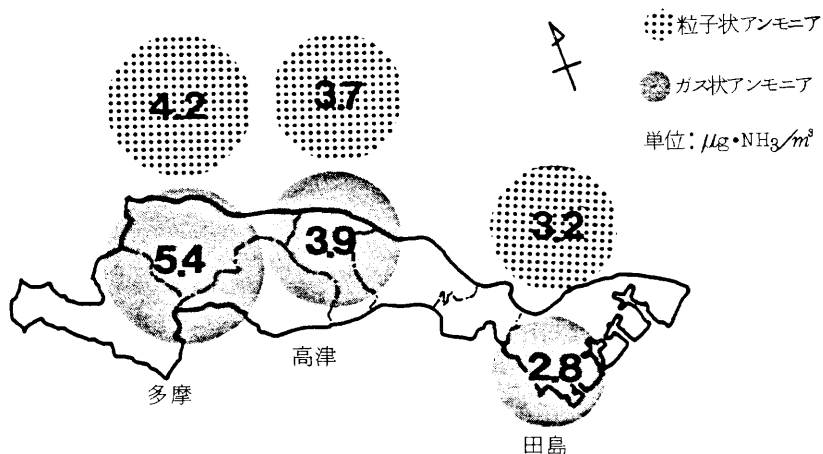 粒子状アンモニア
ガス状アンモニア
単位: μg•NH₃/m³
4.2
3.7
3.2
5.4
3.9
2.8
高津
多摩
田島